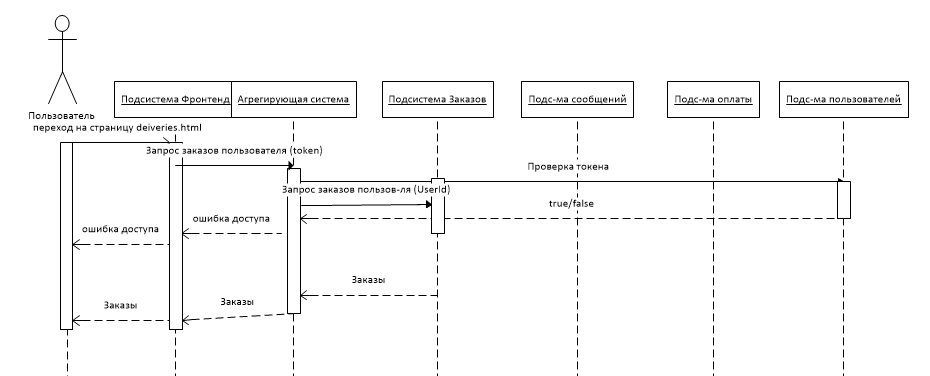 Подсистема Фронтенд
Агрегирующая система
Подсистема Заказов
Подс-ма сообщений
Подс-ма оплаты
Подс-ма пользователей
Пользователь
переход на страницу deiveries.html
Запрос заказов пользователя (token)
Проверка токена
Запрос заказов пользов-ля (UserId)
true/false
ошибка доступа
ошибка доступа
Заказы
Заказы
Заказы